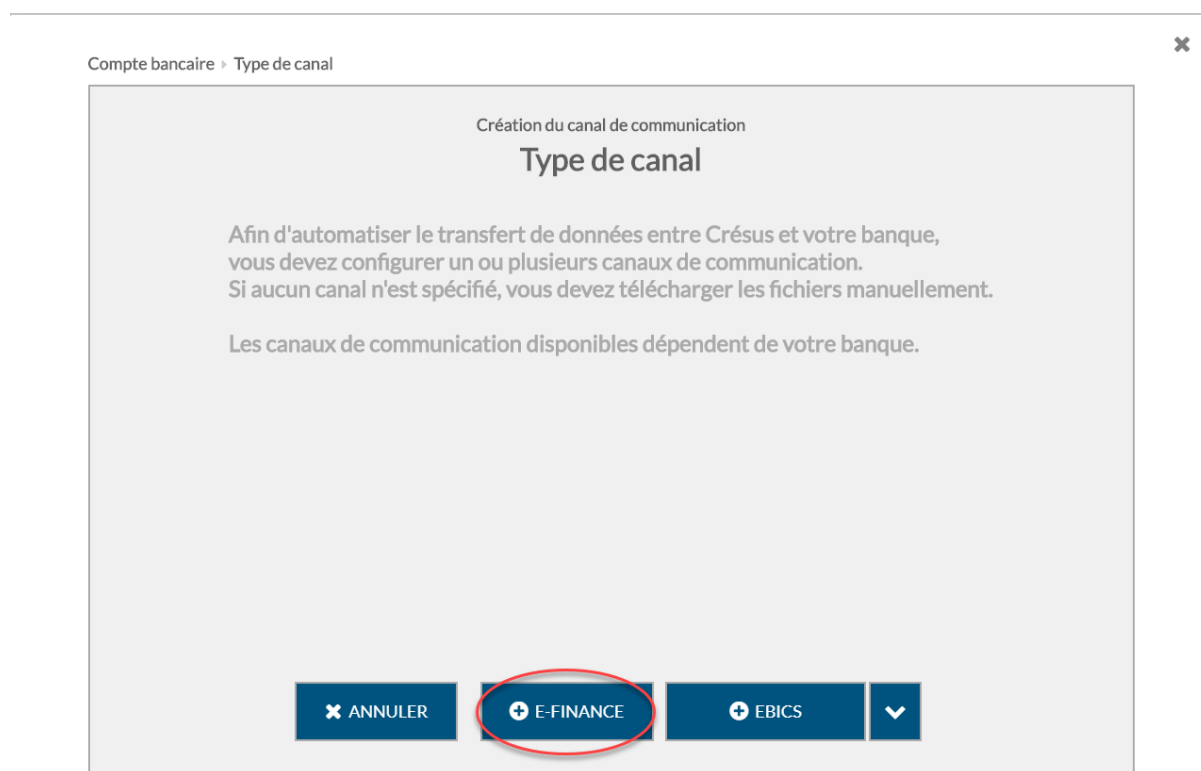 Compte bancaire Type de canal
Création du canal de communication
Type de canal
Afin d'automatiser le transfert de données entre Crésus et votre banque,
vous devez configurer un ou plusieurs canaux de communication.
Si aucun canal n'est spécifié, vous devez télécharger les fichiers manuellement.
Les canaux de communication disponibles dépendent de votre banque.
ANNULER E-FINANCE EBICS